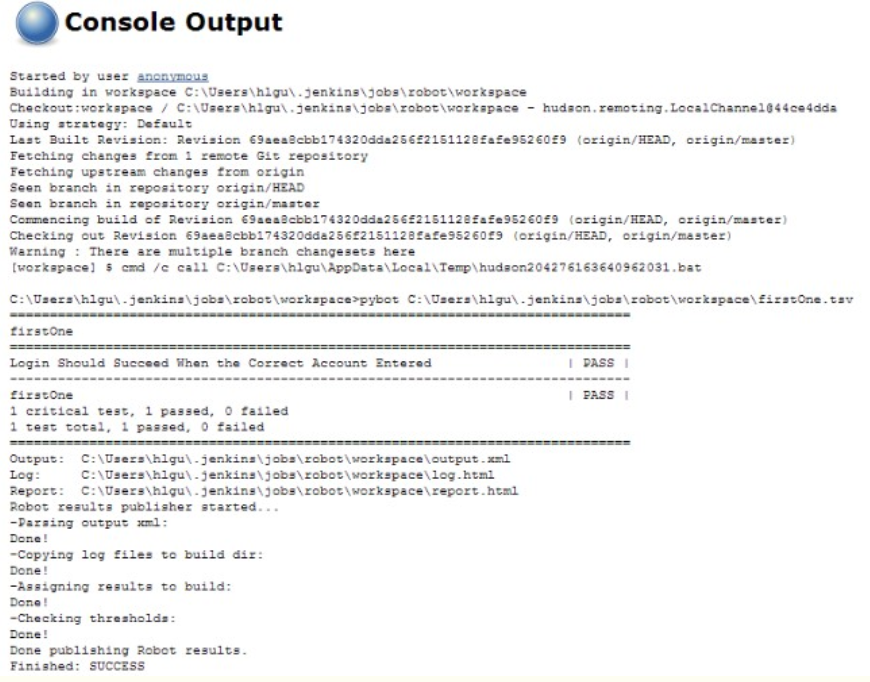 Console Output
Started by user anonymous
Building in workspace C:\Users\hlgu\.jenkins\jobs\robot\workspace
Checkout:workspace / C:\Users\hlgu\.jenkins\jobs\robot\workspace - hudson.remoting.LocalChannel@44ce4dda
Using strategy: Default
Last Built Revision: Revision 69aea8cbb174320dda256f2151128fafe95260f9 (origin/HEAD, origin/master)
Fetching changes from 1 remote Git repository
Fetching upstream changes from origin
Seen branch in repository origin/HEAD
Seen branch in repository origin/master
Commencing build of Revision 69aea8cbb174320dda256f2151128fafe95260f9 (origin/HEAD, origin/master)
Checking out Revision 69aea8cbb174320dda256f2151128fafe95260f9 (origin/HEAD, origin/master)
Warning : There are multiple branch changesets here
[workspace] $ cmd /c call C:\Users\hlgu\AppData\Local\Temp\hudson204276163640962031.bat
C:\Users\hlgu\.jenkins\jobs\robot\workspace>pybot C:\Users\hlgu\.jenkins\jobs\robot\workspace\firstOne.tsv
==============================================================================
firstOne
==============================================================================
Login Should Succeed When the Correct Account Entered | PASS |
------------------------------------------------------------------------------
firstOne | PASS |
1 critical test, 1 passed, 0 failed
1 test total, 1 passed, 0 failed
==============================================================================
Output: C:\Users\hlgu\.jenkins\jobs\robot\workspace\output.xml
Log: C:\Users\hlgu\.jenkins\jobs\robot\workspace\log.html
Report: C:\Users\hlgu\.jenkins\jobs\robot\workspace\report.html
Robot results publisher started...
-Parsing output xml:
Done!
-Copying log files to build dir:
Done!
-Assigning results to build:
Done!
-Checking thresholds:
Done!
Done publishing Robot results.
Finished: SUCCESS